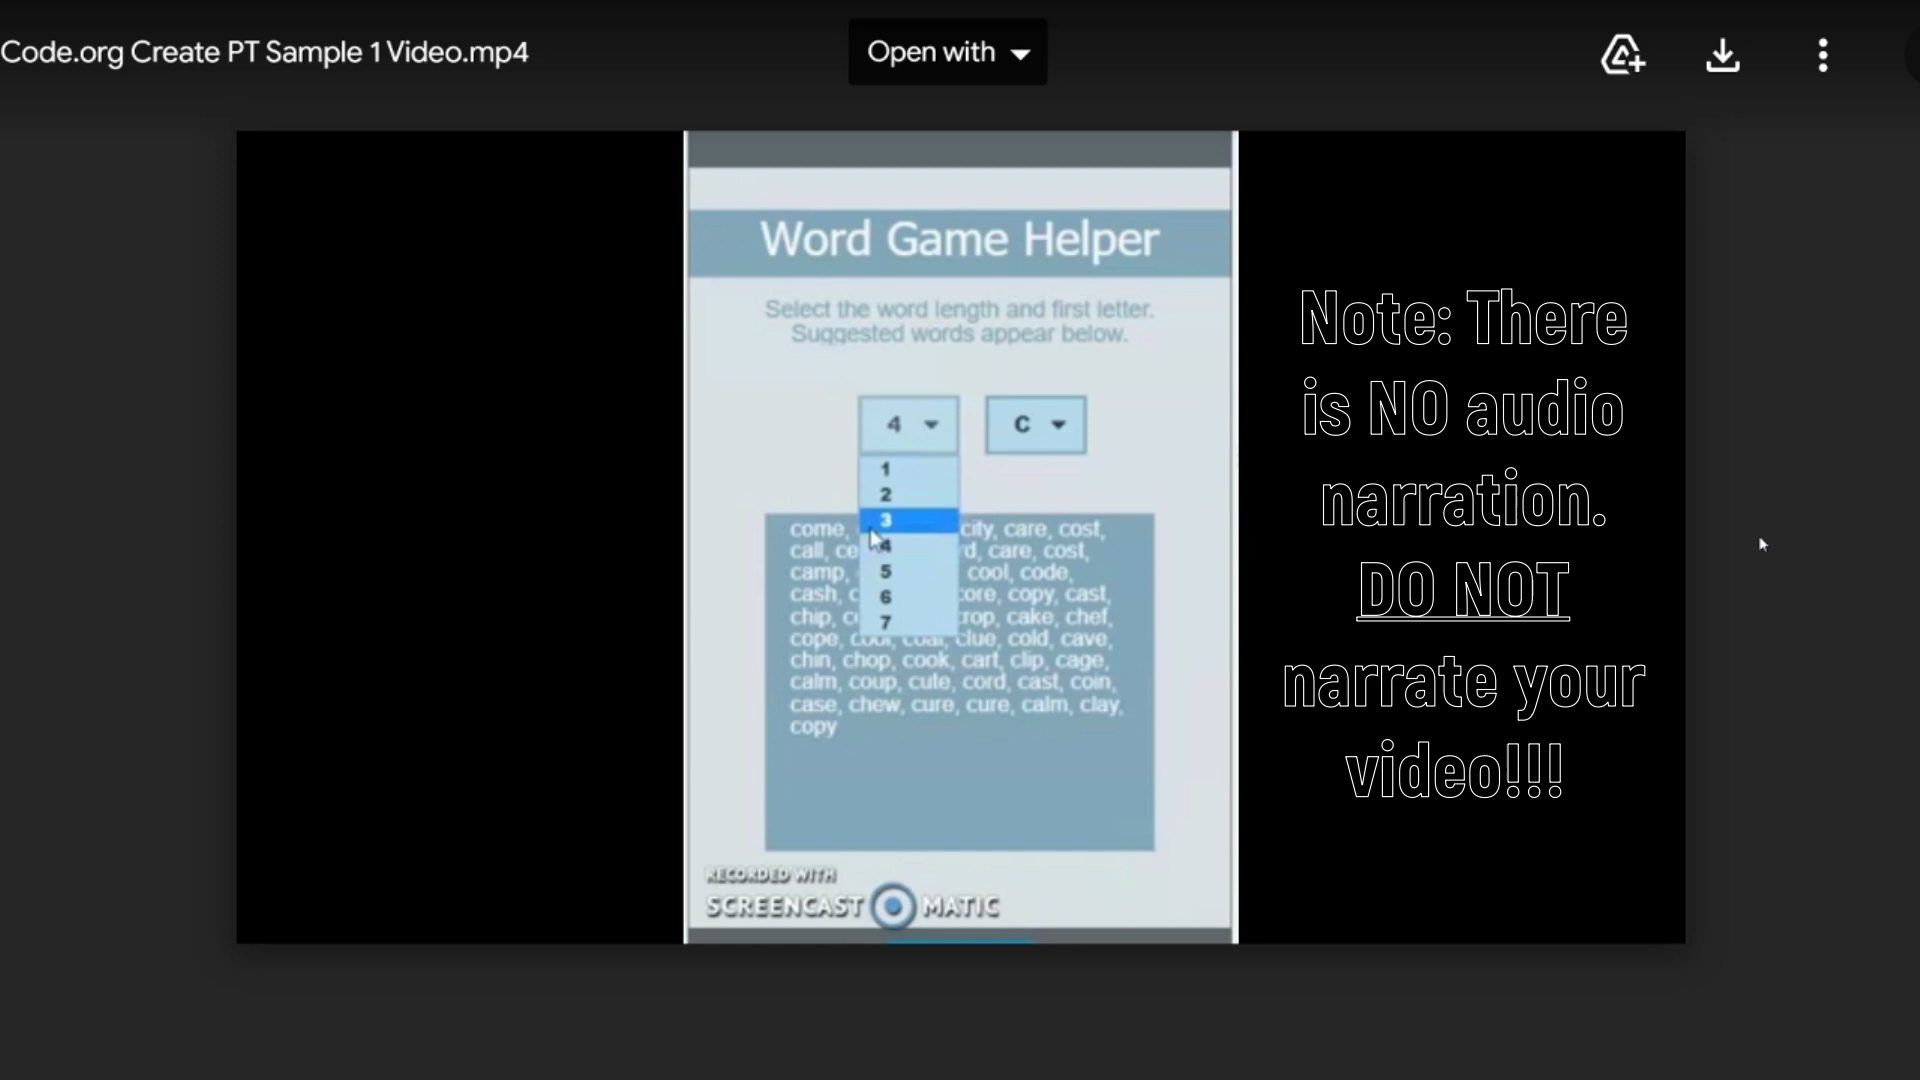 Code.org Create PT Sample 1 Video.mp4
Open with
Word Game Helper
Select the word length and first letter.
Suggested words appear below.
4
C
1
2
3
4
5
6
7
come, city, care, cost,
call, care, cost,
camp, cool, code,
cash, copy, cast,
chip, cake, chef,
cope, clue, cold, cave,
chin, chop, cook, cart, clip, cage,
calm, coup, cute, cord, cast, coin,
case, chew, cure, cure, calm, clay,
copy
RECORDED WITH
SCREENCAST MATIC
Note: There
is NO audio
narration.
DO NOT
narrate your
video!!!